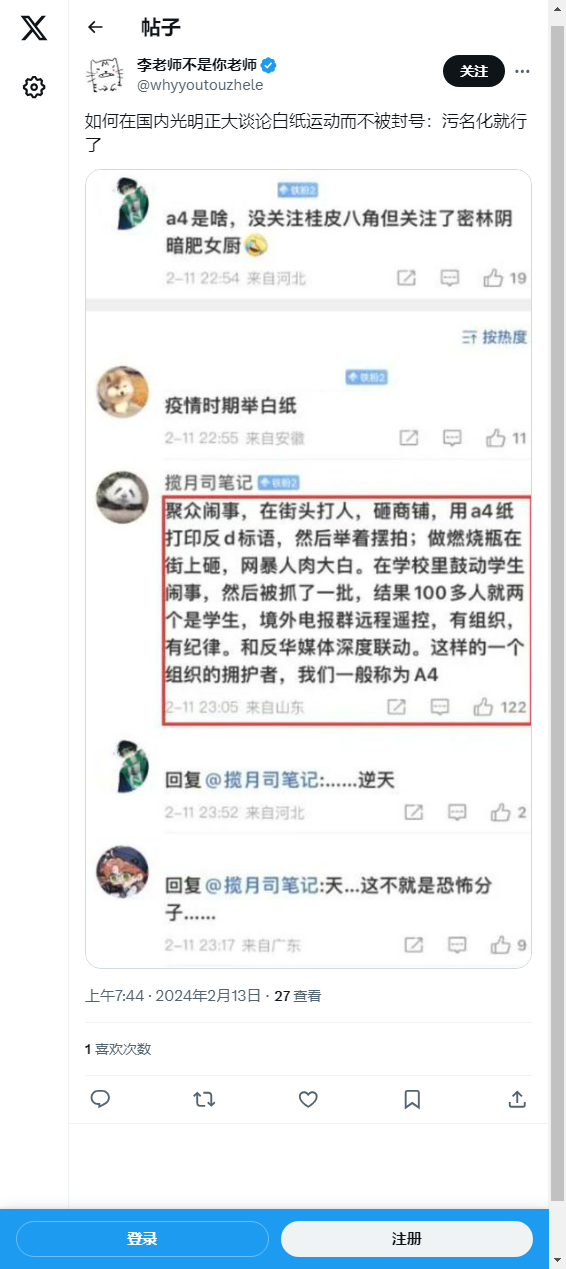 帖子
李老师不是你老师
@whyyoutouzhele
关注
如何在国内光明正大谈论白纸运动而不被封号：污名化就行
了
铁粉2
a4是啥，没关注桂皮八角但关注了密林阴
暗肥女厨🤣
2-11 22:54 来自河北
19
按热度
铁粉2
疫情时期举白纸
2-11 22:55 来自安徽
11
揽月司笔记 铁粉2
聚众闹事，在街头打人，砸商铺，用a4纸
打印反d标语，然后举着摆拍；做燃烧瓶在
街上砸，网暴人肉大白。在学校里鼓动学生
闹事，然后被抓了一批，结果100多人就两
个是学生，境外电报群远程遥控，有组织，
有纪律。和反华媒体深度联动。这样的一个
组织的拥护者，我们一般称为A4
2-11 23:05 来自山东
122
回复@揽月司笔记:……逆天
2-11 23:52 来自河北
2
回复@揽月司笔记:天...这不就是恐怖分
子……
2-11 23:17 来自广东
9
上午7:44 · 2024年2月13日 · 27 查看
1 喜欢次数
登录
注册